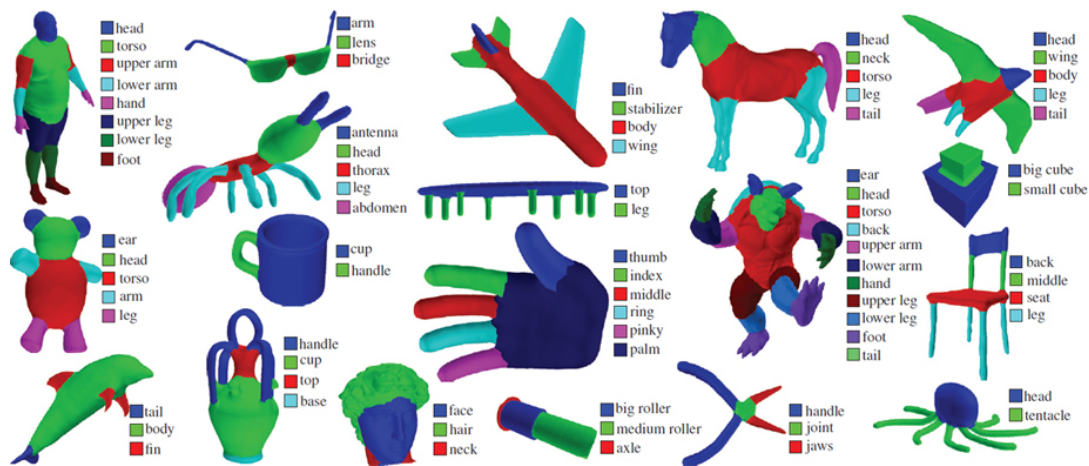 head
torso
upper arm
lower arm
hand
upper leg
lower leg
foot
arm
lens
bridge
antenna
head
thorax
leg
abdomen
fin
stabilizer
body
wing
head
neck
torso
leg
tail
head
wing
body
leg
tail
big cube
small cube
top
leg
ear
head
torso
arm
leg
cup
handle
thumb
index
middle
ring
pinky
palm
ear
head
torso
back
upper arm
lower arm
hand
upper leg
lower leg
foot
tail
back
middle
seat
leg
tail
body
fin
handle
cup
top
base
face
hair
neck
big roller
medium roller
axle
handle
joint
jaws
head
tentacle